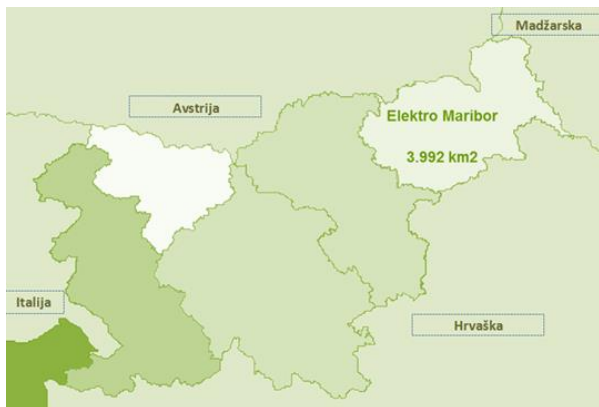 Madžarska
Avstrija
Elektro Maribor
3.992 km2
Italija
Hrvaška